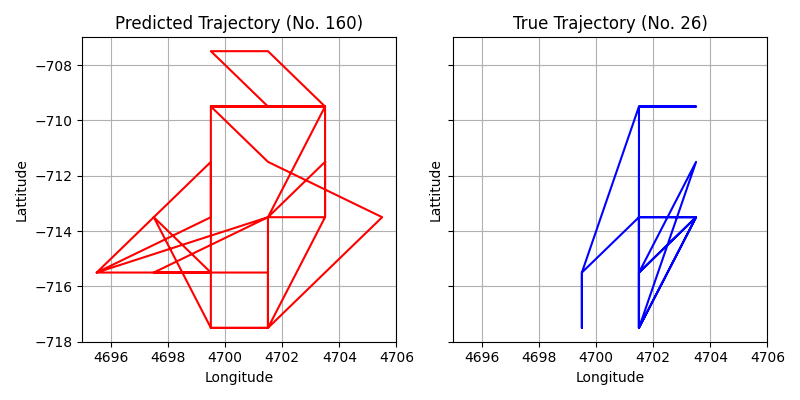 Predicted Trajectory (No. 160)
True Trajectory (No. 26)
Lattitude
−708
−710
−712
−714
−716
−718
4696 4698 4700 4702 4704 4706
Longitude
Lattitude
4696 4698 4700 4702 4704 4706
Longitude